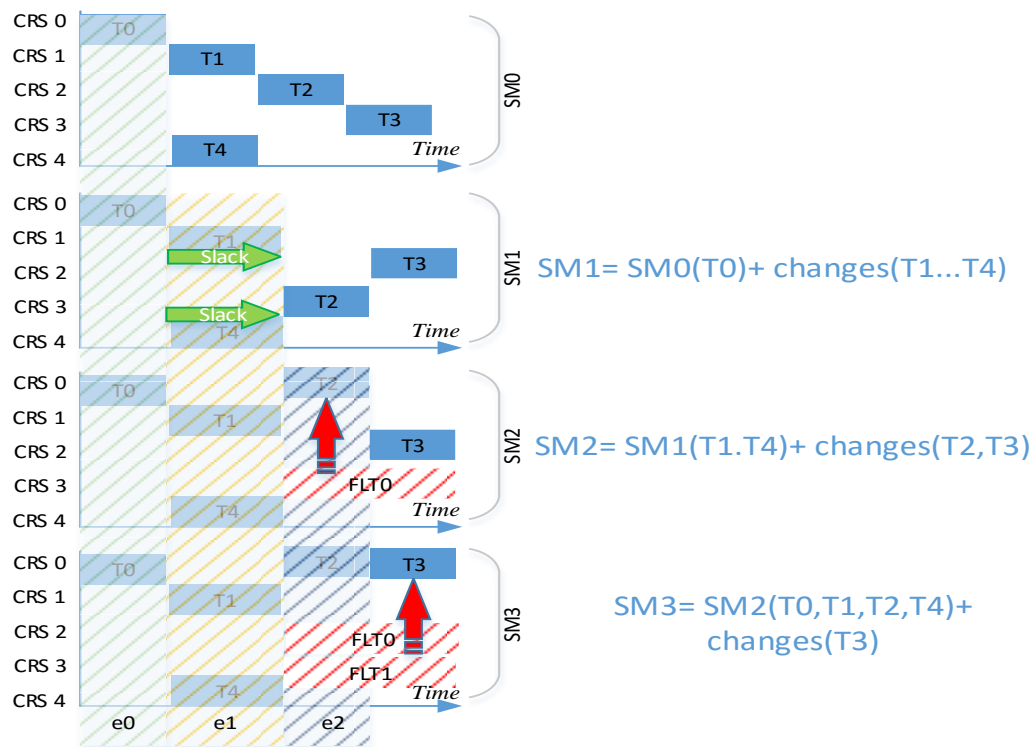 CRS 0
T0
CRS 1
T1
CRS 2
T2
CRS 3
T3
CRS 4
T4
Time
SM0
CRS 0
T0
CRS 1
T1
Slack
CRS 2
T3
CRS 3
T2
Slack
CRS 4
T4
Time
SM1
SM1= SM0(T0)+ changes(T1...T4)
CRS 0
T0
T2
CRS 1
T1
CRS 2
T3
CRS 3
FLT0
CRS 4
T4
Time
SM2
SM2= SM1(T1.T4)+ changes(T2,T3)
CRS 0
T0
T2
T3
CRS 1
T1
CRS 2
FLT0
CRS 3
FLT1
CRS 4
T4
Time
SM3
SM3= SM2(T0,T1,T2,T4)+
changes(T3)
e0
e1
e2